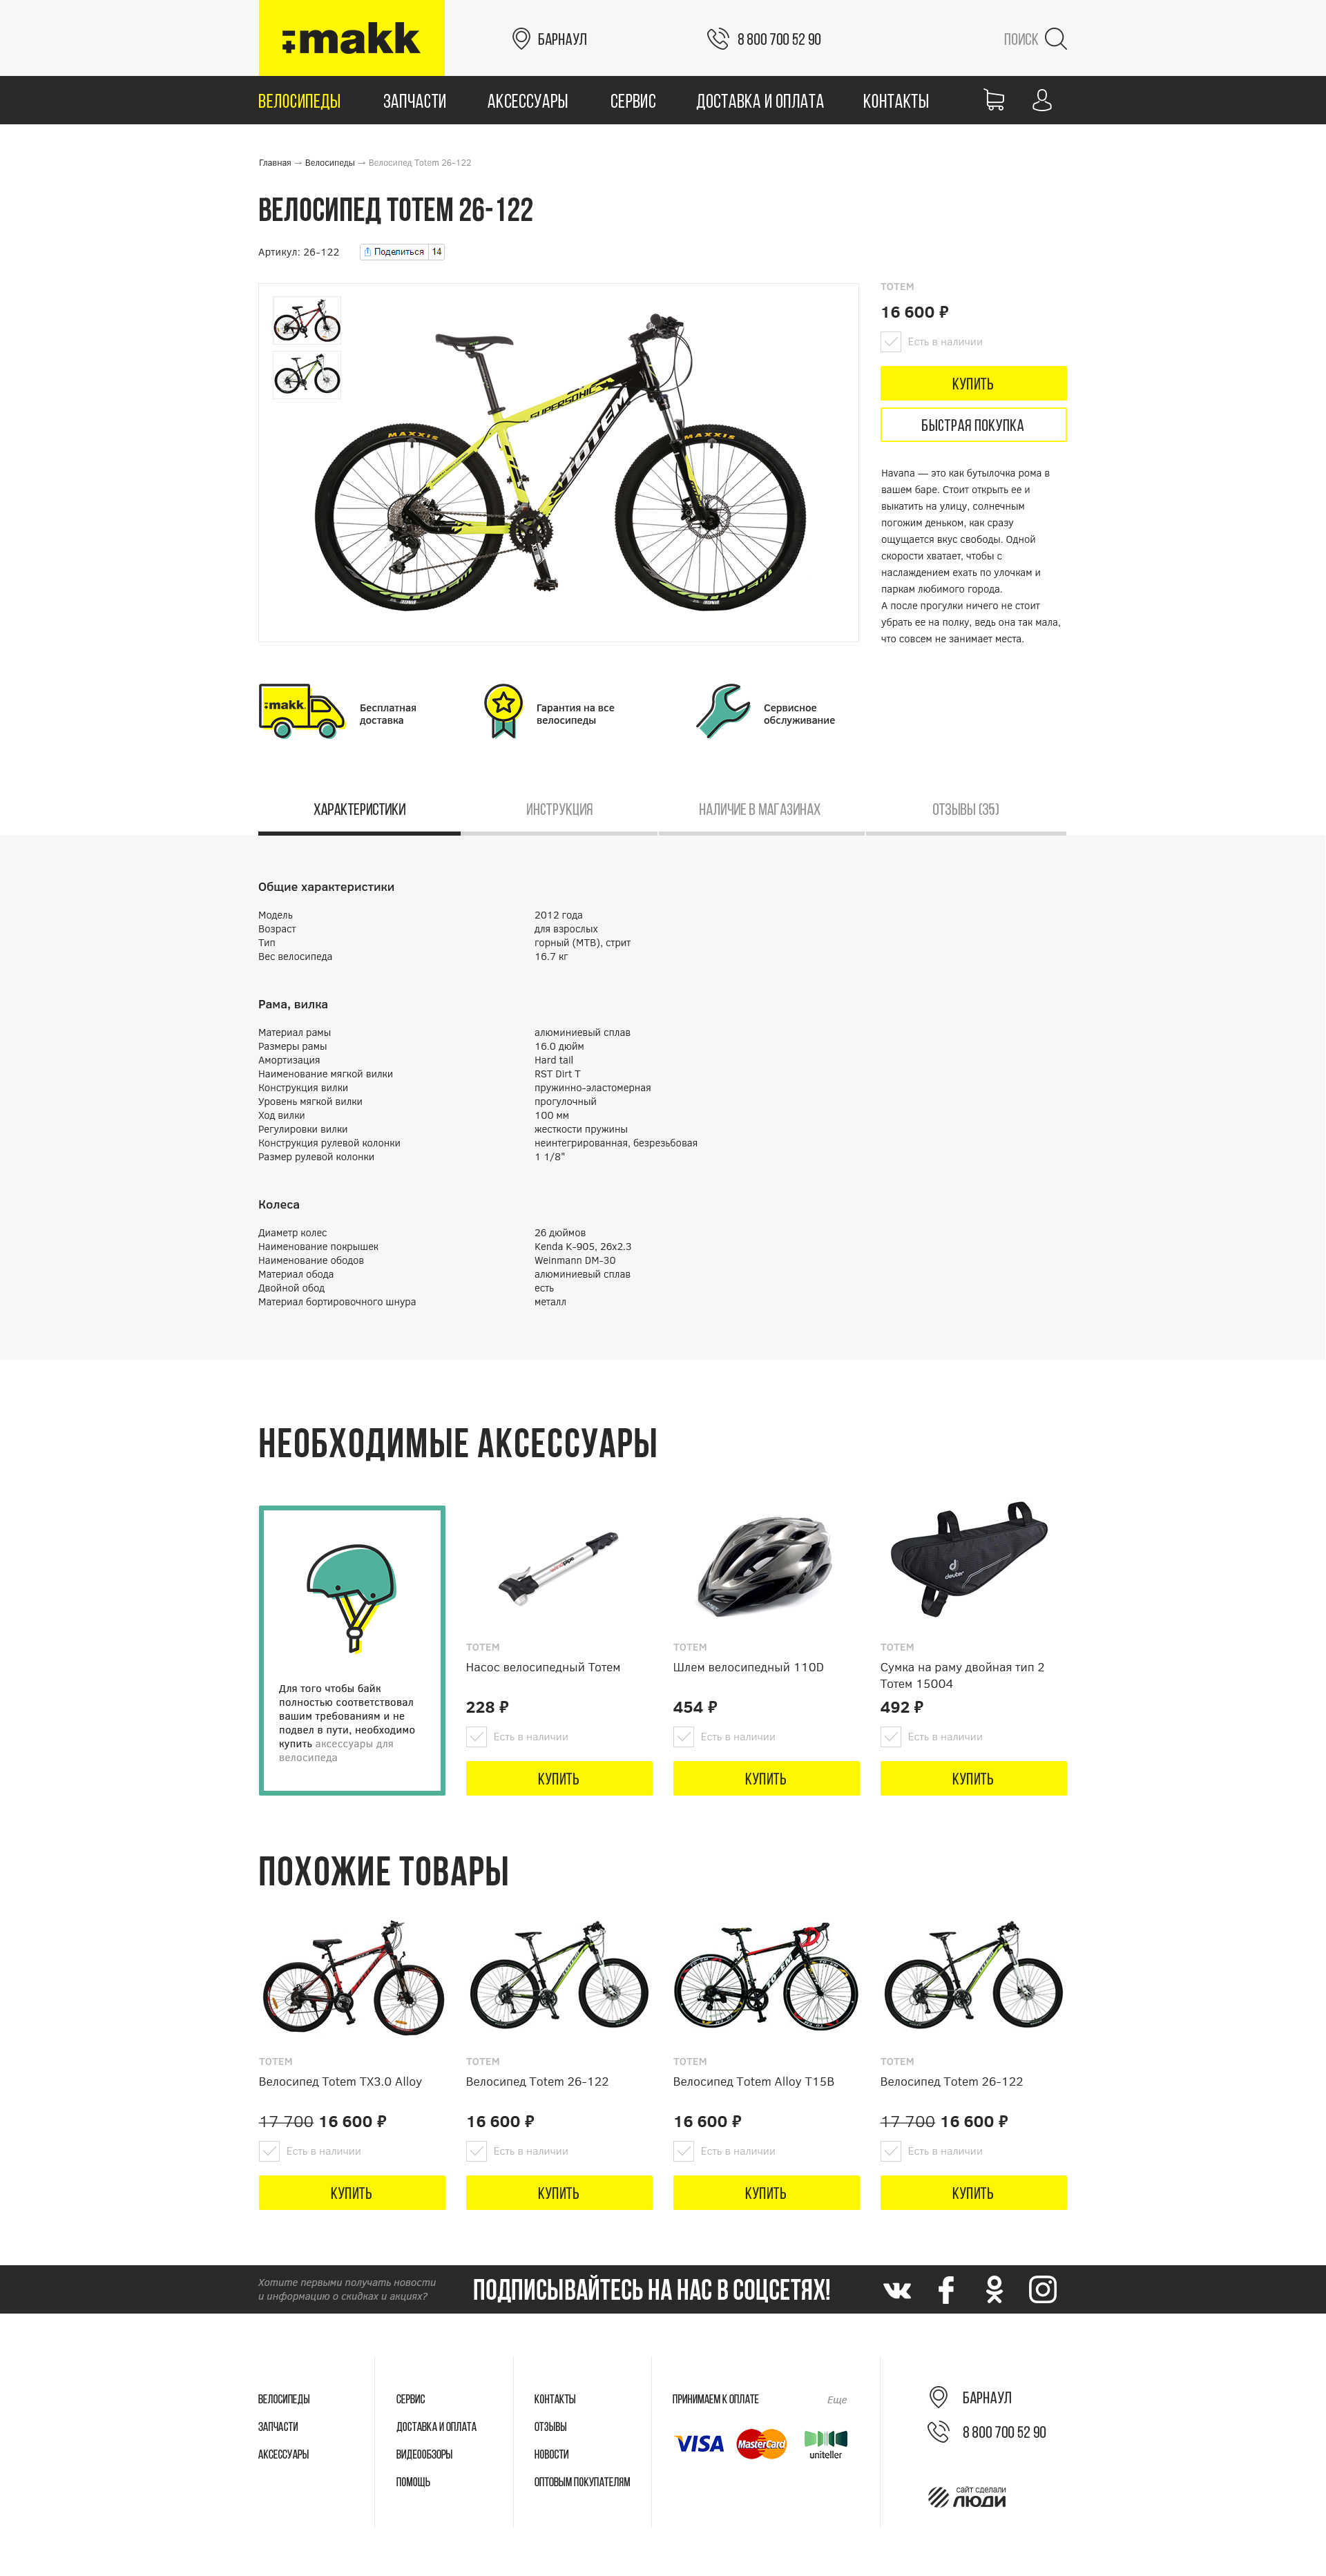 makk
БАРНАУЛ
8 800 700 52 90
ПОИСК
ВЕЛОСИПЕДЫ
ЗАПЧАСТИ
АКСЕССУАРЫ
СЕРВИС
ДОСТАВКА И ОПЛАТА
КОНТАКТЫ
Главная → Велосипеды → Велосипед Totem 26-122
ВЕЛОСИПЕД TOTEM 26-122
Артикул: 26-122
Поделиться 14
MAXXIS
SUPERSONIC
TOTEM
MAXXIS
TOTEM
16 600 ₽
Есть в наличии
КУПИТЬ
БЫСТРАЯ ПОКУПКА
Havana — это как бутылочка рома в
вашем баре. Стоит открыть ее и
выкатить на улицу, солнечным
погожим деньком, как сразу
ощущается вкус свободы. Одной
скорости хватает, чтобы с
наслаждением ехать по улочкам и
паркам любимого города.
А после прогулки ничего не стоит
убрать ее на полку, ведь она так мала,
что совсем не занимает места.
makk
Бесплатная
доставка
Гарантия на все
велосипеды
Сервисное
обслуживание
ХАРАКТЕРИСТИКИ
ИНСТРУКЦИЯ
НАЛИЧИЕ В МАГАЗИНАХ
ОТЗЫВЫ (35)
Общие характеристики
Модель 2012 года
Возраст для взрослых
Тип горный (MTB), стрит
Вес велосипеда 16.7 кг
Рама, вилка
Материал рамы алюминиевый сплав
Размеры рамы 16.0 дюйм
Амортизация Hard tail
Наименование мягкой вилки RST Dirt T
Конструкция вилки пружинно-эластомерная
Уровень мягкой вилки прогулочный
Ход вилки 100 мм
Регулировки вилки жесткости пружины
Конструкция рулевой колонки неинтегрированная, безрезьбовая
Размер рулевой колонки 1 1/8"
Колеса
Диаметр колес 26 дюймов
Наименование покрышек Kenda K-905, 26x2.3
Наименование ободов Weinmann DM-30
Материал обода алюминиевый сплав
Двойной обод есть
Материал бортировочного шнура металл
НЕОБХОДИМЫЕ АКСЕССУАРЫ
Для того чтобы байк
полностью соответствовал
вашим требованиям и не
подвел в пути, необходимо
купить аксессуары для
велосипеда
TOTEM
Насос велосипедный Тотем
228 ₽
Есть в наличии
КУПИТЬ
TOTEM
Шлем велосипедный 110D
454 ₽
Есть в наличии
КУПИТЬ
deuter
TOTEM
Сумка на раму двойная тип 2
Тотем 15004
492 ₽
Есть в наличии
КУПИТЬ
ПОХОЖИЕ ТОВАРЫ
TOTEM
Велосипед Totem TX3.0 Alloy
17 700 16 600 ₽
Есть в наличии
КУПИТЬ
TOTEM
Велосипед Totem 26-122
16 600 ₽
Есть в наличии
КУПИТЬ
TOTEM
Велосипед Totem Alloy T15B
16 600 ₽
Есть в наличии
КУПИТЬ
TOTEM
Велосипед Totem 26-122
17 700 16 600 ₽
Есть в наличии
КУПИТЬ
Хотите первыми получать новости
и информацию о скидках и акциях?
ПОДПИСЫВАЙТЕСЬ НА НАС В СОЦСЕТЯХ!
ВЕЛОСИПЕДЫ
ЗАПЧАСТИ
АКСЕССУАРЫ
СЕРВИС
ДОСТАВКА И ОПЛАТА
ВИДЕООБЗОРЫ
ПОМОЩЬ
КОНТАКТЫ
ОТЗЫВЫ
НОВОСТИ
ОПТОВЫМ ПОКУПАТЕЛЯМ
ПРИНИМАЕМ К ОПЛАТЕ
Еще
VISA
MasterCard
uniteller
БАРНАУЛ
8 800 700 52 90
сайт сделали
ЛЮДИ